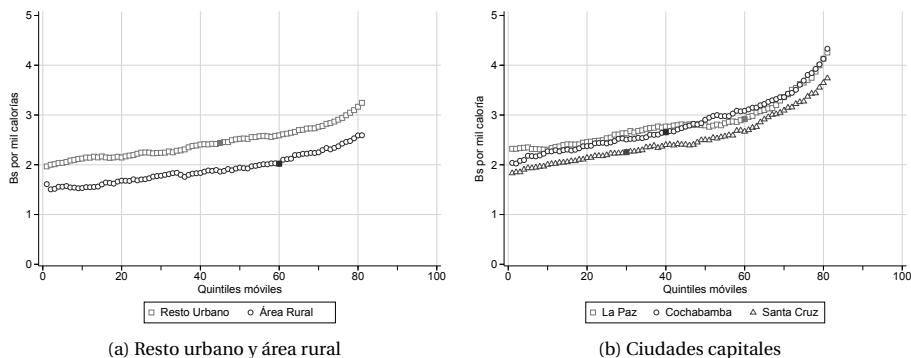 5
4
3
2
1
0
Bs por mil calorías
0 20 40 60 80 100
Quintiles móviles
Resto Urbano Área Rural
(a) Resto urbano y área rural
5
4
3
2
1
0
Bs por mil caloría
0 20 40 60 80 100
Quintiles móviles
La Paz Cochabamba Santa Cruz
(b) Ciudades capitales